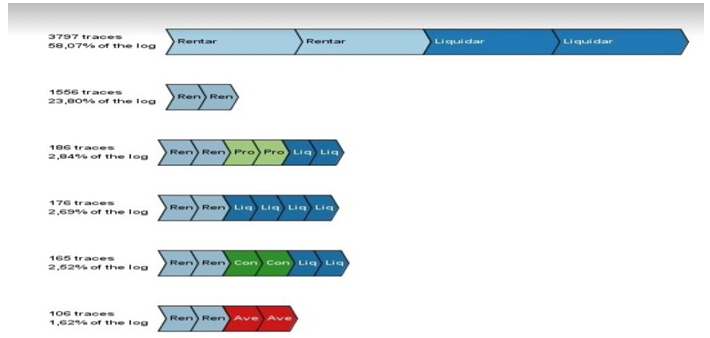 3797 traces
58,07% of the log
Rentar Rentar Liquidar Liquidar
1556 traces
23,80% of the log
Ren Ren
186 traces
2,84% of the log
Ren Ren Pro Pro Liq Liq
176 traces
2,69% of the log
Ren Ren Liq Liq Liq Liq
165 traces
2,52% of the log
Ren Ren Con Con Liq Liq
106 traces
1,62% of the log
Ren Ren Ave Ave